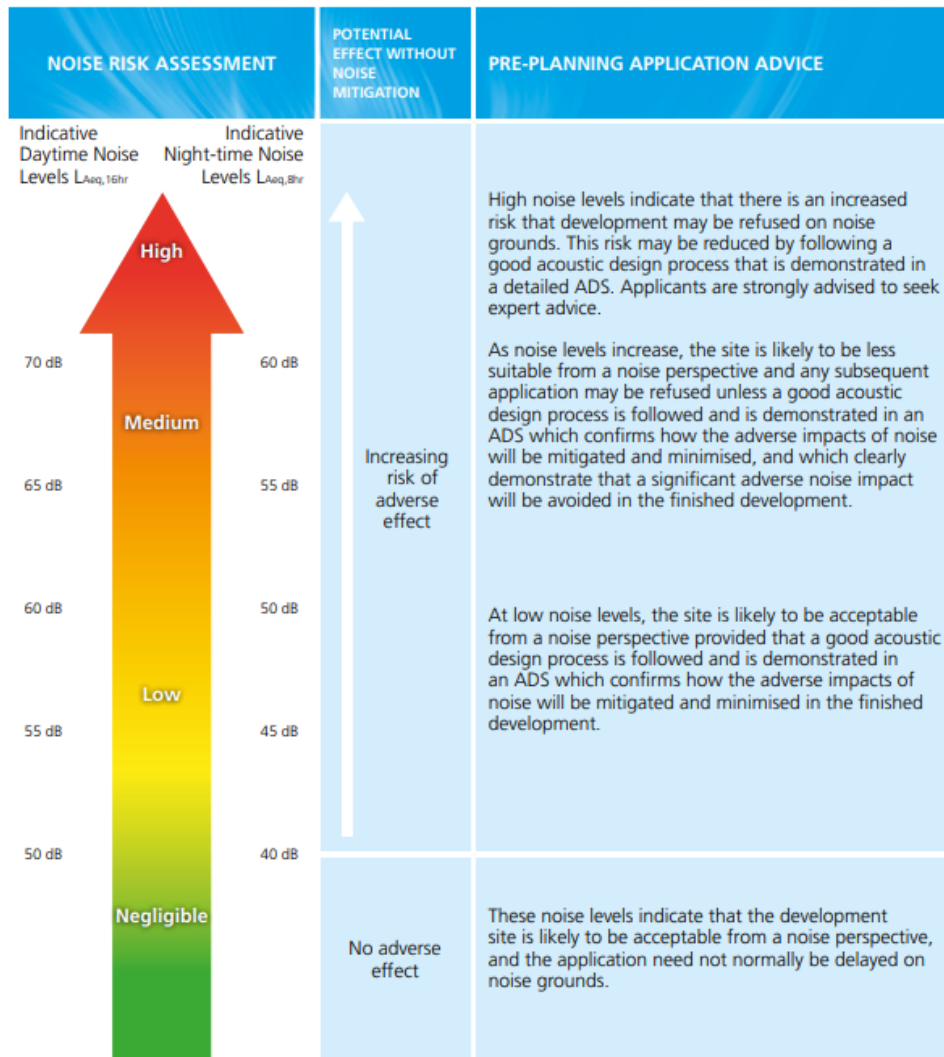 NOISE RISK ASSESSMENT
POTENTIAL
EFFECT WITHOUT
NOISE
MITIGATION
PRE-PLANNING APPLICATION ADVICE
Indicative
Daytime Noise
Levels LAeq,16hr
Indicative
Night-time Noise
Levels LAeq,8hr
High
70 dB
60 dB
Medium
65 dB
55 dB
60 dB
50 dB
Low
55 dB
45 dB
50 dB
40 dB
Negligible
Increasing
risk of
adverse
effect
No adverse
effect
High noise levels indicate that there is an increased
risk that development may be refused on noise
grounds. This risk may be reduced by following a
good acoustic design process that is demonstrated in
a detailed ADS. Applicants are strongly advised to seek
expert advice.
As noise levels increase, the site is likely to be less
suitable from a noise perspective and any subsequent
application may be refused unless a good acoustic
design process is followed and is demonstrated in an
ADS which confirms how the adverse impacts of noise
will be mitigated and minimised, and which clearly
demonstrate that a significant adverse noise impact
will be avoided in the finished development.
At low noise levels, the site is likely to be acceptable
from a noise perspective provided that a good acoustic
design process is followed and is demonstrated in
an ADS which confirms how the adverse impacts of
noise will be mitigated and minimised in the finished
development.
These noise levels indicate that the development
site is likely to be acceptable from a noise perspective,
and the application need not normally be delayed on
noise grounds.